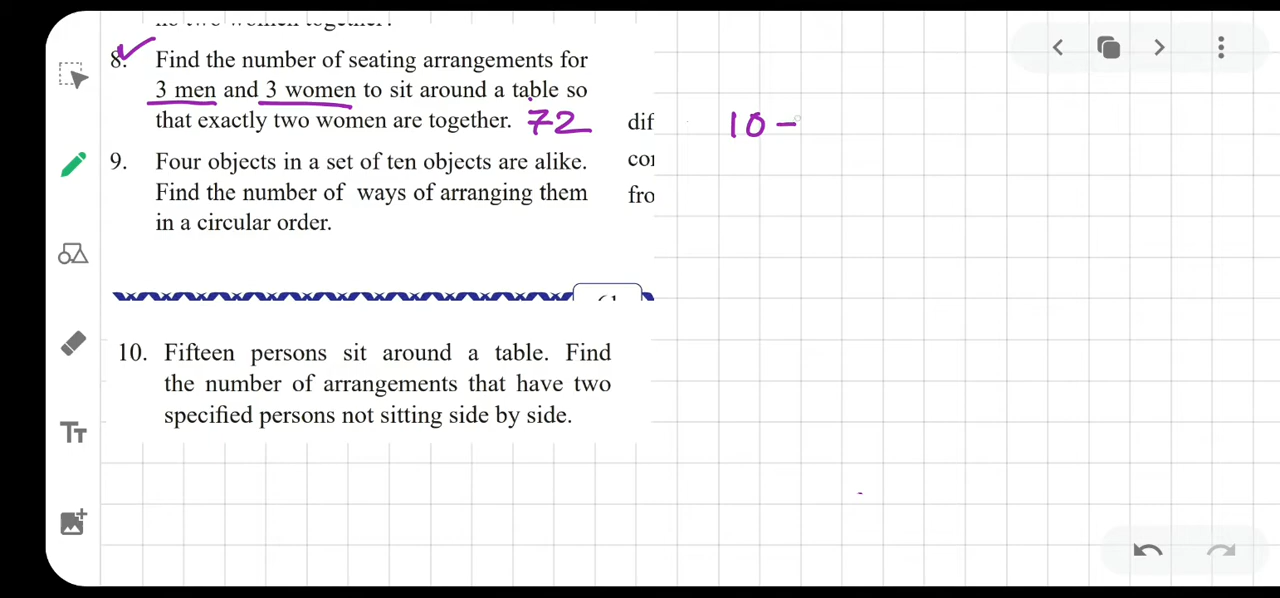 8. Find the number of seating arrangements for
3 men and 3 women to sit around a table so
that exactly two women are together. 72
dif
10 –
9. Four objects in a set of ten objects are alike.
Find the number of ways of arranging them
in a circular order.
fro
10. Fifteen persons sit around a table. Find
the number of arrangements that have two
specified persons not sitting side by side.
Tт